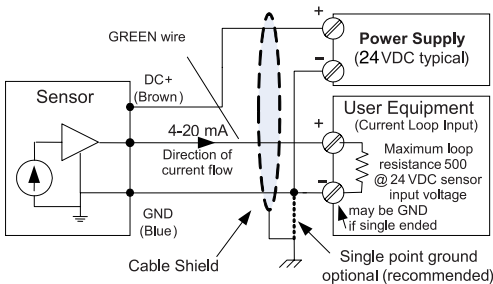 GREEN wire
+
Power Supply
(24 VDC typical)
−
Sensor
DC+
(Brown)
User Equipment
(Current Loop Input)
4-20 mA
+
Direction of
current flow
Maximum loop
resistance 500
@ 24 VDC sensor
input voltage
−
may be GND
if single ended
GND
(Blue)
Cable Shield
Single point ground
optional (recommended)